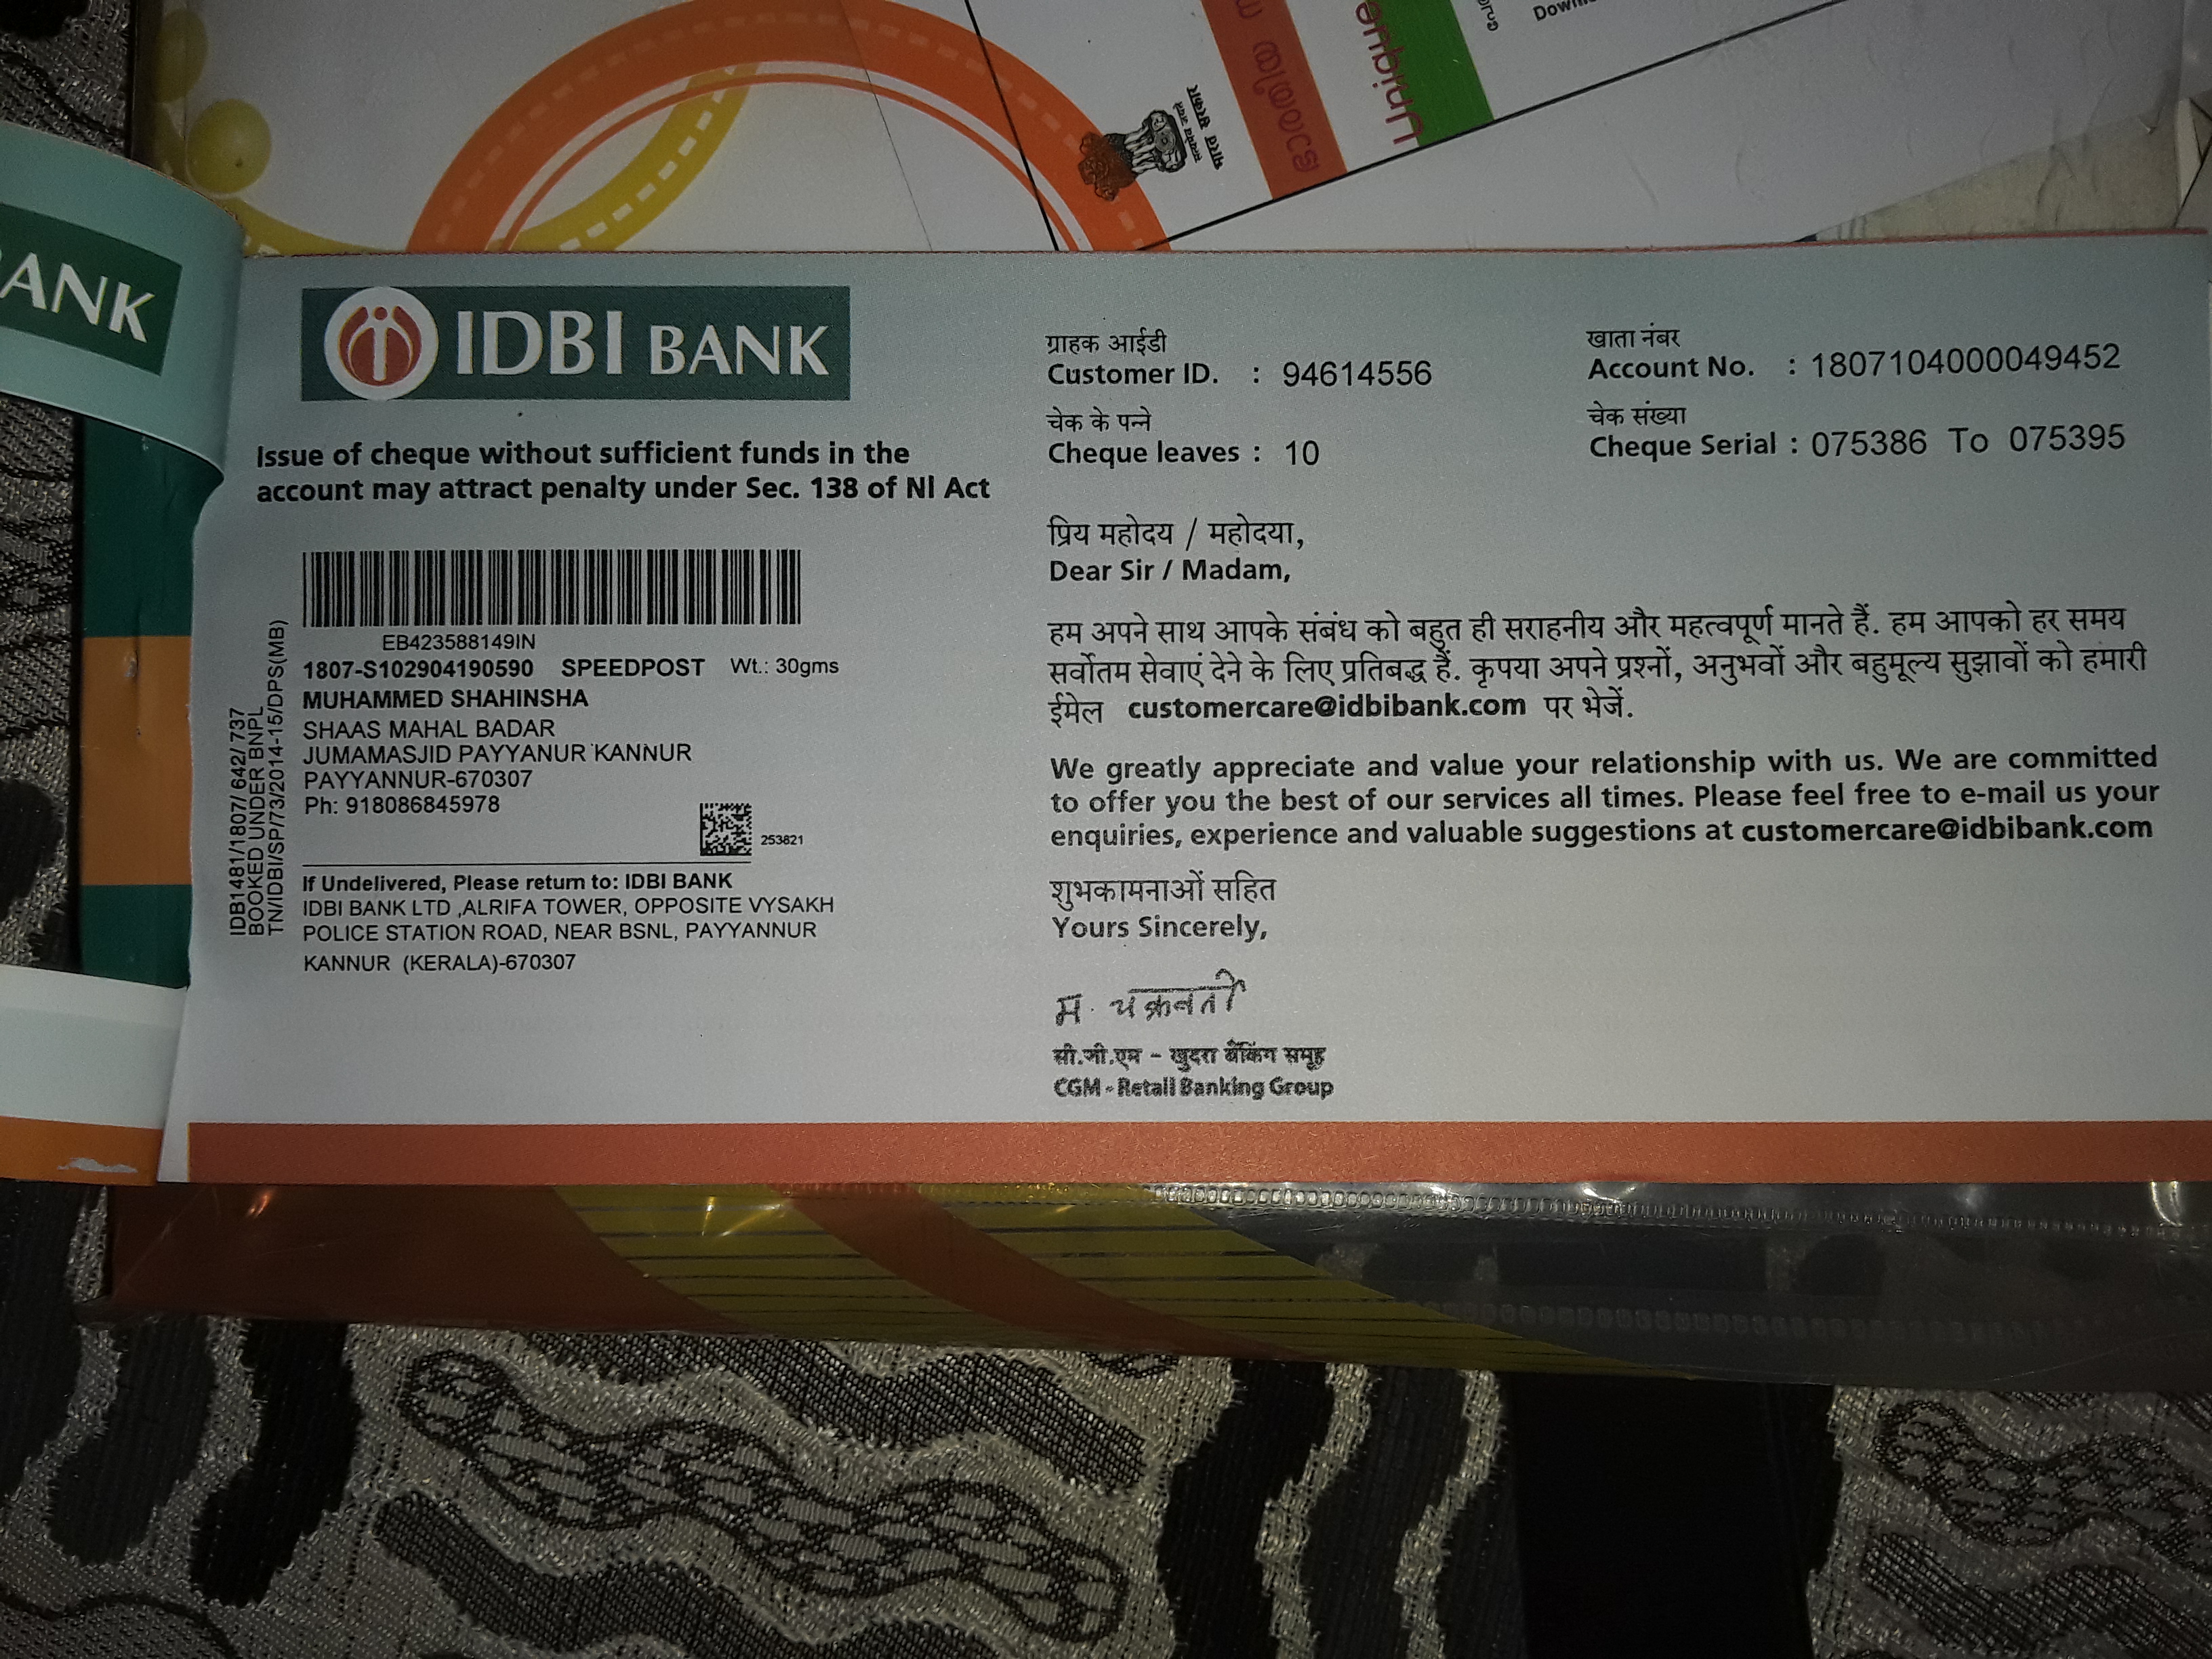 BANK
Unique
भारत सरकार
IDBI BANK
Issue of cheque without sufficient funds in the
account may attract penalty under Sec. 138 of NI Act
EB423588149IN
1807-S102904190590 SPEEDPOST Wt.: 30gms
MUHAMMED SHAHINSHA
SHAAS MAHAL BADAR
JUMAMASJID PAYYANUR KANNUR
PAYYANNUR-670307
Ph: 918086845978
253821
IDB1481/1807/ 642/ 737
BOOKED UNDER BNPL
TN/IDBI/SP/773/2014-15/DPS(MB)
If Undelivered, Please return to: IDBI BANK
IDBI BANK LTD ,ALRIFA TOWER, OPPOSITE VYSAKH
POLICE STATION ROAD, NEAR BSNL, PAYYANNUR
KANNUR (KERALA)-670307
ग्राहक आईडी
Customer ID. : 94614556
चेक के पन्ने
Cheque leaves : 10
खाता नंबर
Account No. : 1807104000049452
चेक संख्या
Cheque Serial : 075386 To 075395
प्रिय महोदय / महोदया,
Dear Sir / Madam,
हम अपने साथ आपके संबंध को बहुत ही सराहनीय और महत्वपूर्ण मानते हैं. हम आपको हर समय
सर्वोतम सेवाएं देने के लिए प्रतिबद्ध हैं. कृपया अपने प्रश्नों, अनुभवों और बहुमूल्य सुझावों को हमारी
ईमेल customercare@idbibank.com पर भेजें.
We greatly appreciate and value your relationship with us. We are committed
to offer you the best of our services all times. Please feel free to e-mail us your
enquiries, experience and valuable suggestions at customercare@idbibank.com
शुभकामनाओं सहित
Yours Sincerely,
म. चक्रवर्ती
सी.जी.एम - खुदरा बैंकिंग समूह
CGM - Retail Banking Group